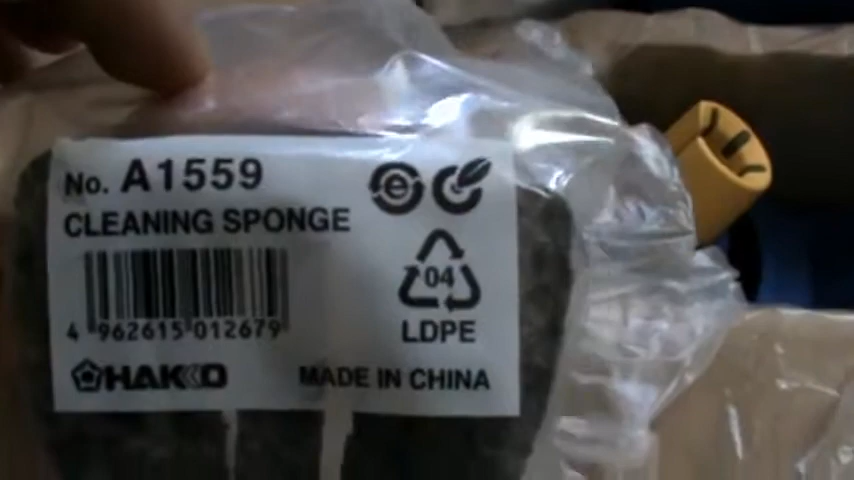 No. A1559
CLEANING SPONGE
e
04
LDPE
4 962615 012679
HAKKO
MADE IN CHINA